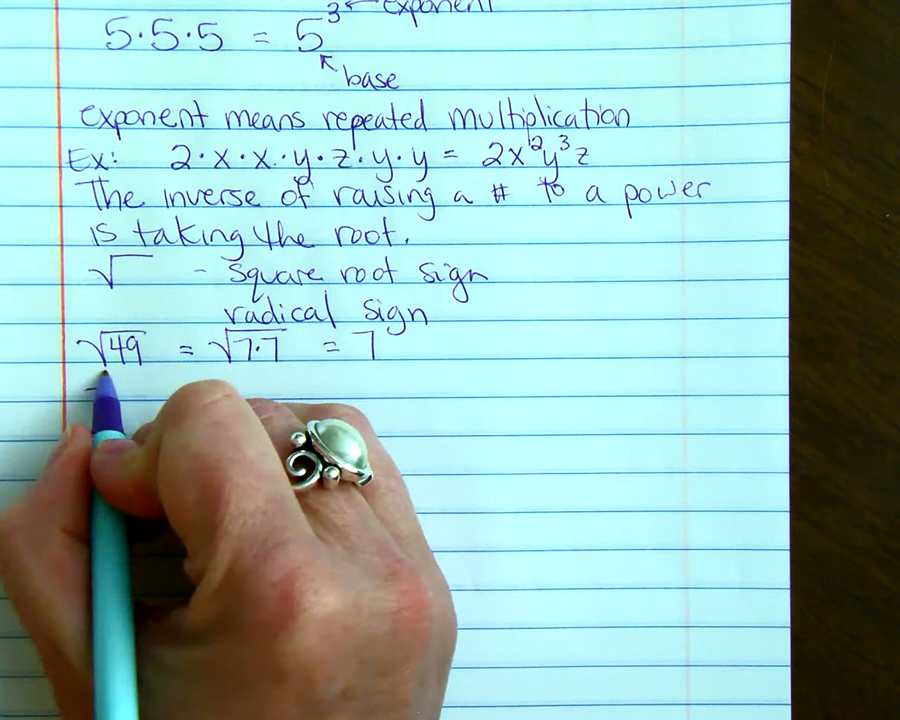 5·5·5 = 5³ ← exponent
base
exponent means repeated multiplication
Ex: 2·x·x·y·z·y·y = 2x²y³z
The inverse of raising a # to a power
is taking the root.
√ - square root sign
radical sign
√49 = √7·7 = 7